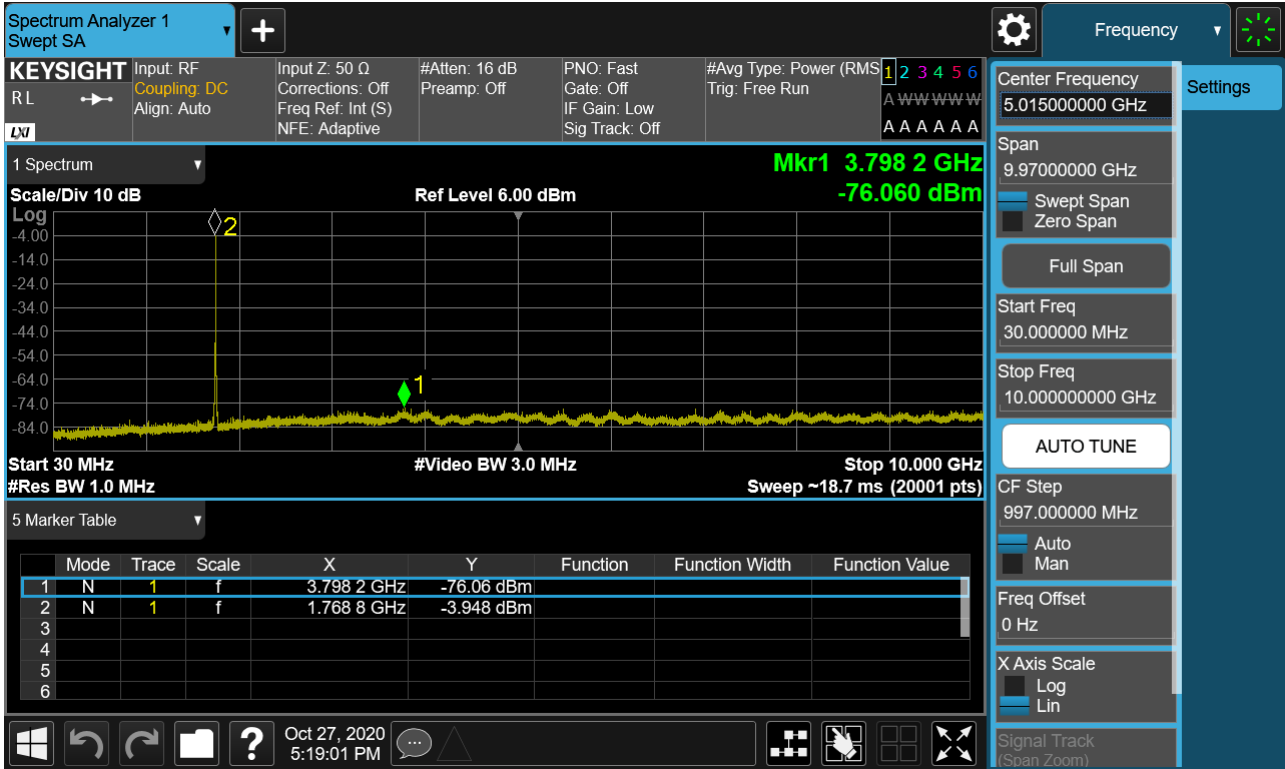 Spectrum Analyzer 1
Swept SA
Frequency
KEYSIGHT
R L
LXI
Input: RF
Coupling: DC
Align: Auto
Input Z: 50 Ω
Corrections: Off
Freq Ref: Int (S)
NFE: Adaptive
#Atten: 16 dB
Preamp: Off
PNO: Fast
Gate: Off
IF Gain: Low
Sig Track: Off
#Avg Type: Power (RMS
Trig: Free Run
1 2 3 4 5 6
A W W W W W
A A A A A A
1 Spectrum
Mkr1 3.798 2 GHz
-76.060 dBm
Scale/Div 10 dB
Ref Level 6.00 dBm
Log
-4.00
-14.0
-24.0
-34.0
-44.0
-54.0
-64.0
-74.0
-84.0
2
1
Start 30 MHz
#Video BW 3.0 MHz
Stop 10.000 GHz
#Res BW 1.0 MHz
Sweep ~18.7 ms (20001 pts)
5 Marker Table
Mode Trace Scale X Y Function Function Width Function Value
1 N 1 f 3.798 2 GHz -76.06 dBm
2 N 1 f 1.768 8 GHz -3.948 dBm
3
4
5
6
Oct 27, 2020
5:19:01 PM
?
Center Frequency
5.015000000 GHz
Settings
Span
9.97000000 GHz
Swept Span
Zero Span
Full Span
Start Freq
30.000000 MHz
Stop Freq
10.000000000 GHz
AUTO TUNE
CF Step
997.000000 MHz
Auto
Man
Freq Offset
0 Hz
X Axis Scale
Log
Lin
Signal Track
(Span Zoom)